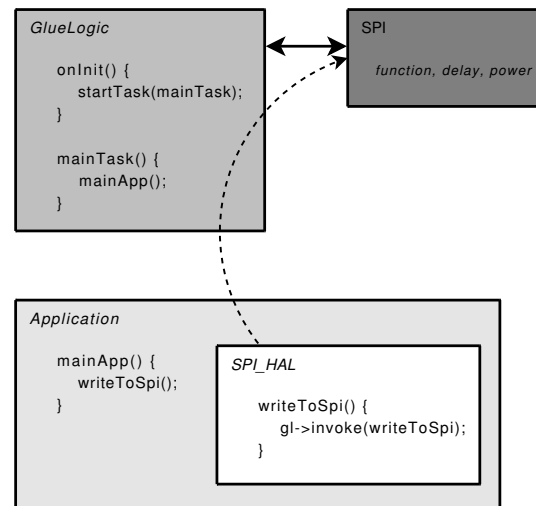 GlueLogic
onInit() {
startTask(mainTask);
}
mainTask() {
mainApp();
}
SPI
function, delay, power
Application
mainApp() {
writeToSpi();
}
SPI_HAL
writeToSpi() {
gl->invoke(writeToSpi);
}